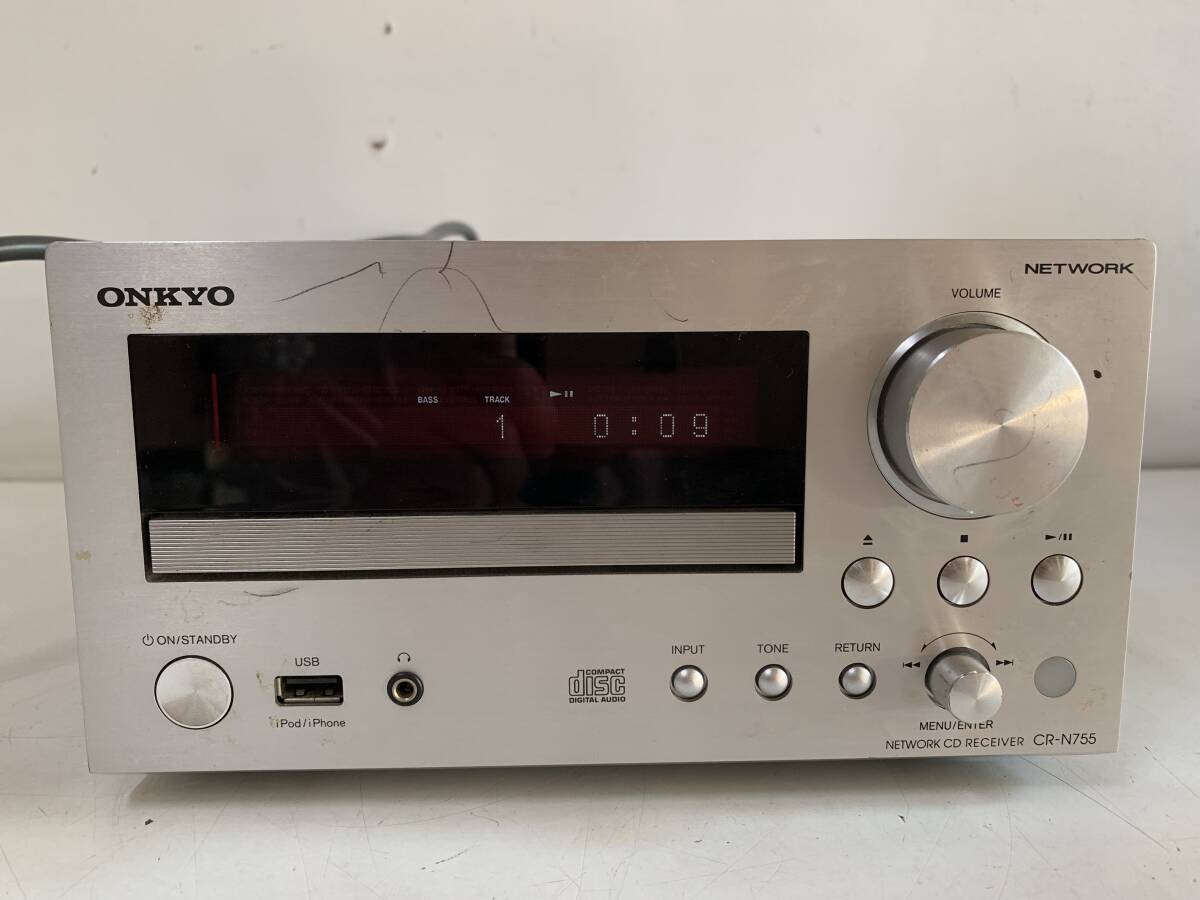 ONKYO
NETWORK
VOLUME
BASS TRACK
1 0:09
ON/STANDBY
USB
iPod/iPhone
COMPACT
disc
DIGITAL AUDIO
INPUT
TONE
RETURN
MENU/ENTER
NETWORK CD RECEIVER CR-N755